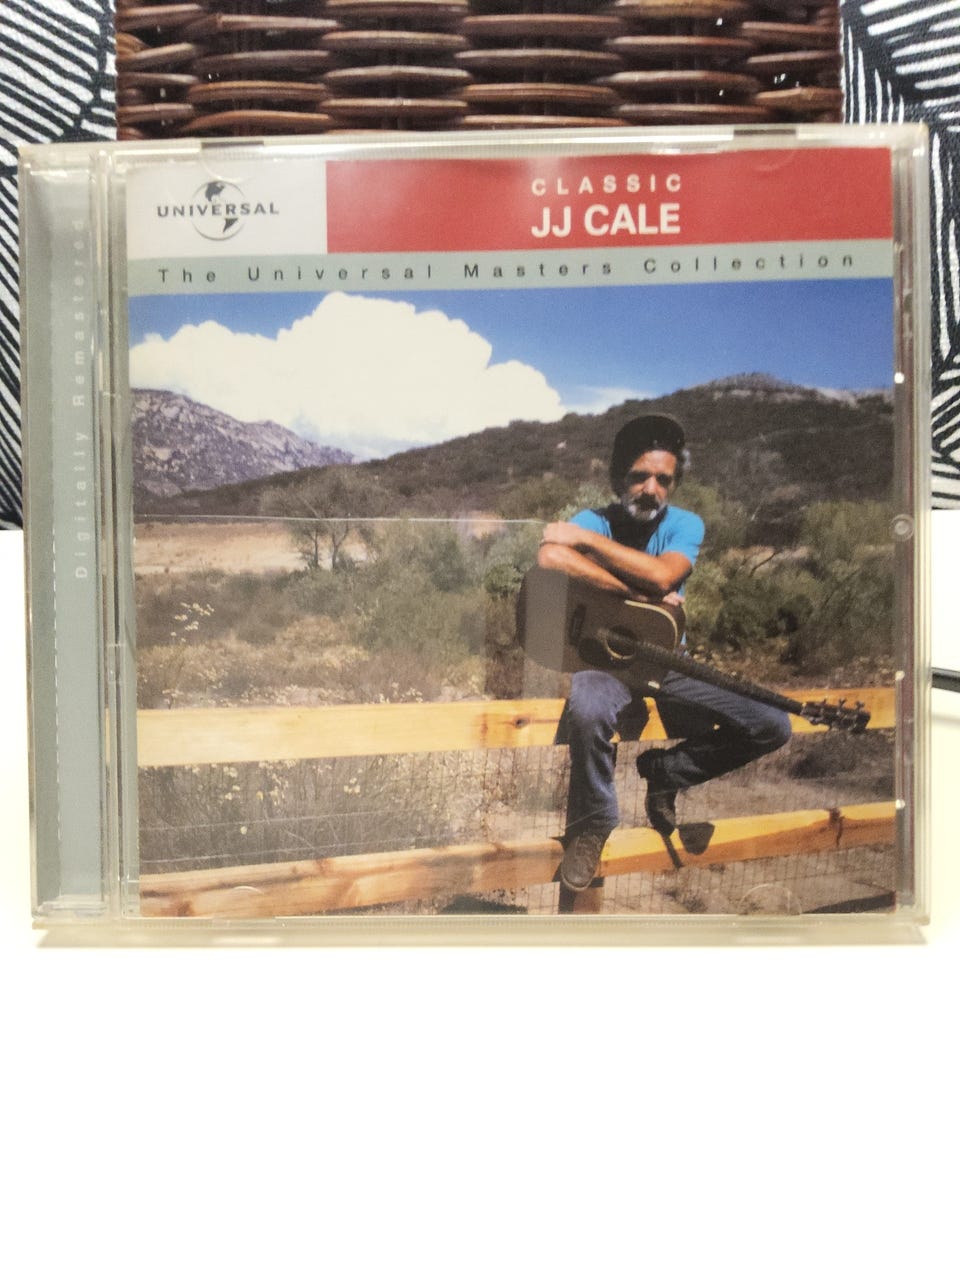 UNIVERSAL
CLASSIC
JJ CALE
The Universal Masters Collection
Digitally Remastered